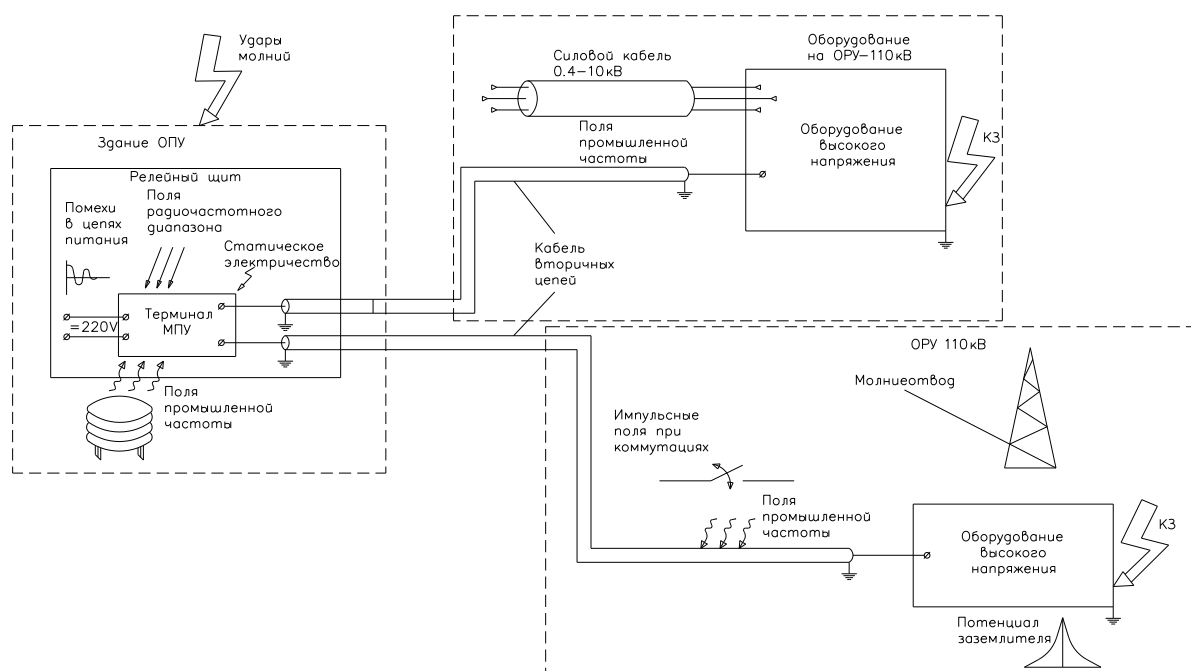 Удары
молний
Здание ОПУ
Релейный щит
Помехи
в цепях
питания
Поля
радиочастотного
диапазона
Статическое
электричество
=220V
Терминал
МПУ
Поля
промышленной
частоты
Силовой кабель
0.4-10кВ
Оборудование
на ОРУ-110кВ
Поля
промышленной
частоты
Оборудование
высокого
напряжения
КЗ
Кабель
вторичных
цепей
ОРУ 110кВ
Молниеотвод
Импульсные
поля при
коммутациях
Поля
промышленной
частоты
Оборудование
высокого
напряжения
КЗ
Потенциал
заземлителя